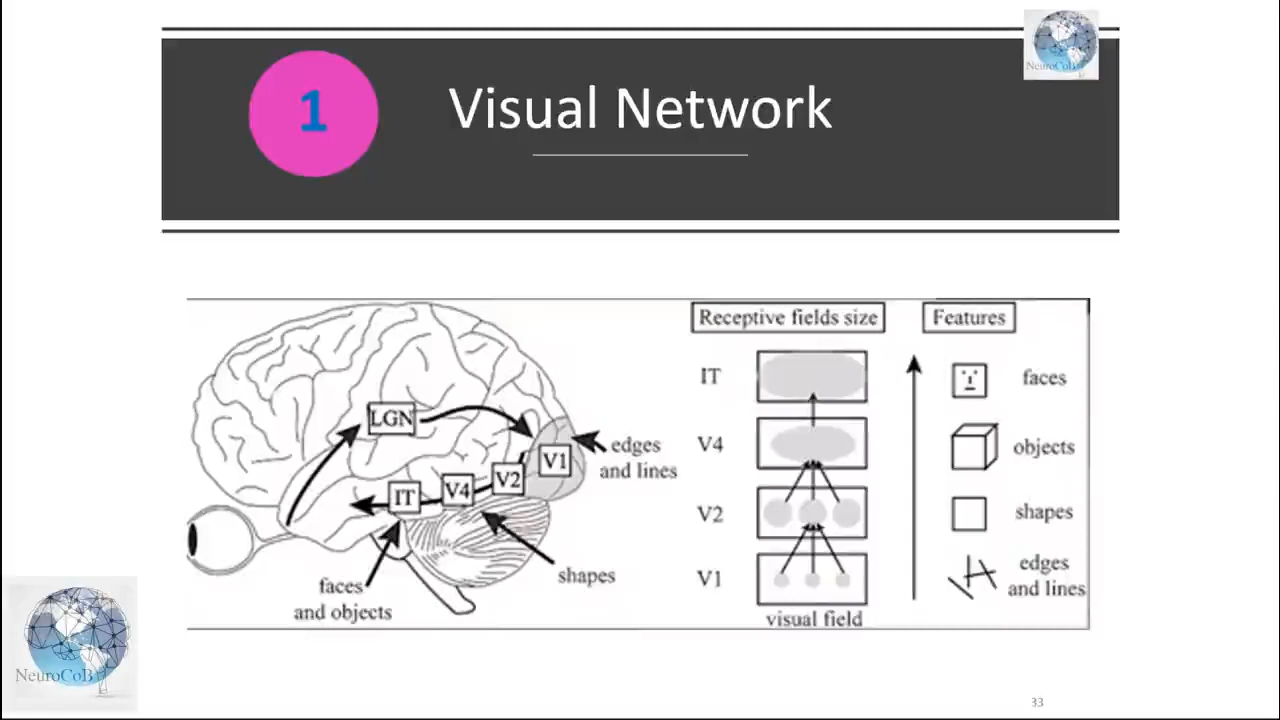 NeuroCoB
1
Visual Network
Receptive fields size
Features
IT
faces
LGN
V4
objects
edges
and lines
V1
V2
V4
IT
V2
shapes
shapes
faces
and objects
V1
edges
and lines
visual field
NeuroCoB
33